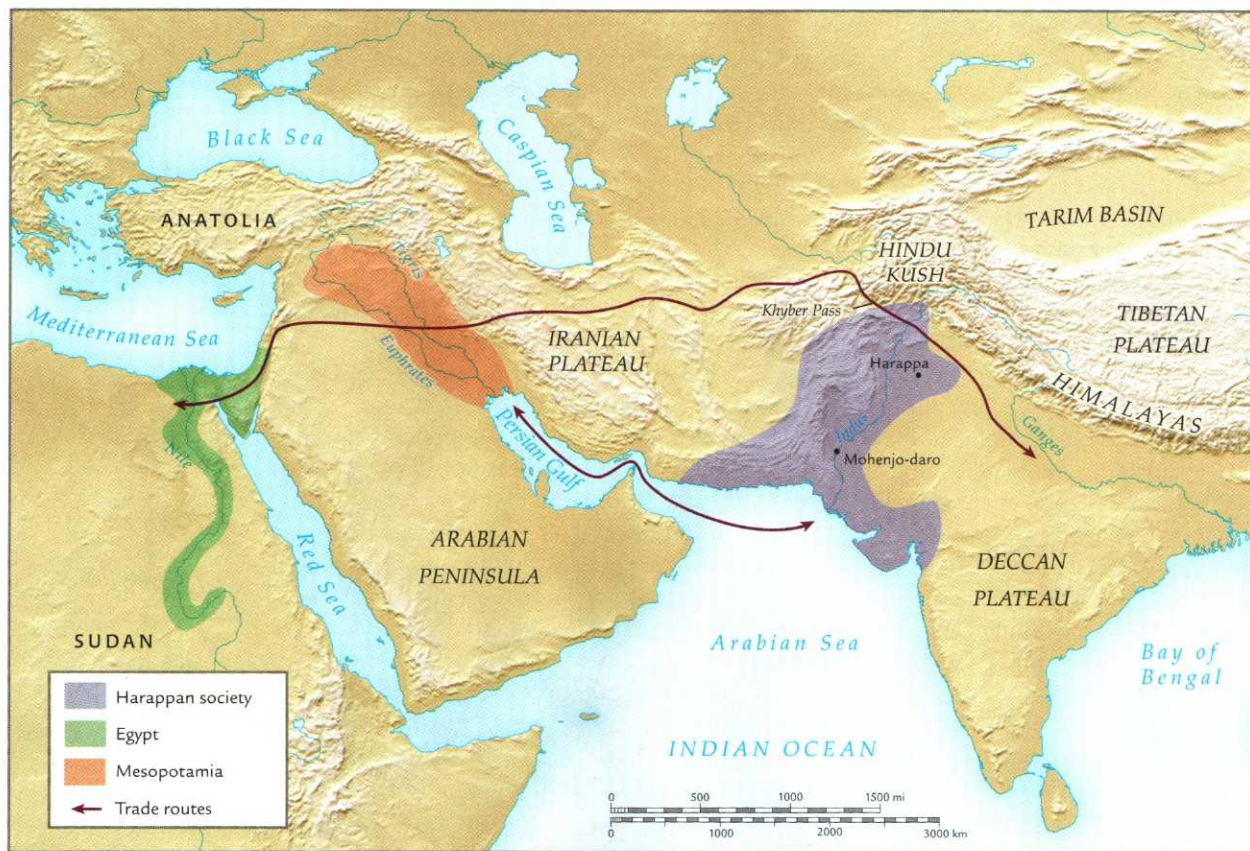 Black Sea
Caspian Sea
ANATOLIA
TARIM BASIN
Tigris
HINDU
KUSH
Khyber Pass
Mediterranean Sea
IRANIAN
PLATEAU
TIBETAN
PLATEAU
Euphrates
Harappa
HIMALAYAS
Nile
Persian Gulf
Indus
Mohenjo-daro
Ganges
Red Sea
ARABIAN
PENINSULA
DECCAN
PLATEAU
SUDAN
Arabian Sea
Bay of
Bengal
Harappan society
Egypt
Mesopotamia
Trade routes
INDIAN OCEAN
0 500 1000 1500 mi
0 1000 2000 3000 km